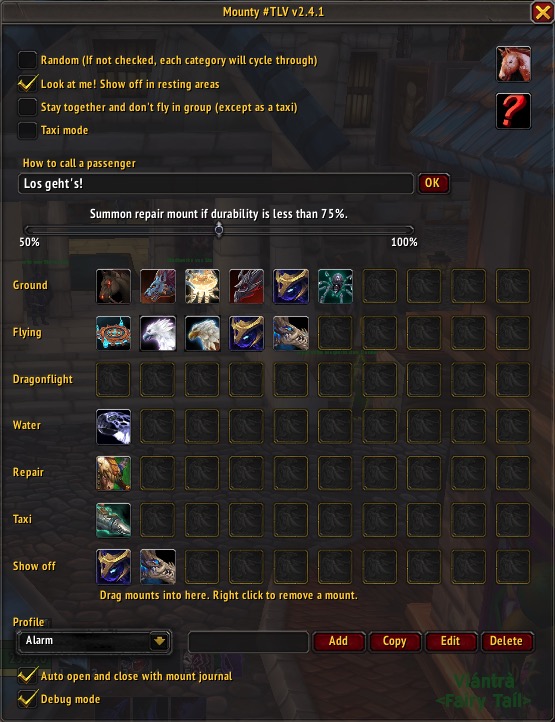 Mounty #TLV v2.4.1
Random (If not checked, each category will cycle through)
Look at me! Show off in resting areas
Stay together and don't fly in group (except as a taxi)
Taxi mode
How to call a passenger
Los geht's!
OK
Summon repair mount if durability is less than 75%.
50%
100%
Ground
Flying
Dragonflight
Water
Repair
Taxi
Show off
Drag mounts into here. Right click to remove a mount.
Profile
Alarm
Add
Copy
Edit
Delete
Auto open and close with mount journal
Debug mode
Wántrà
<Fairy Tail>